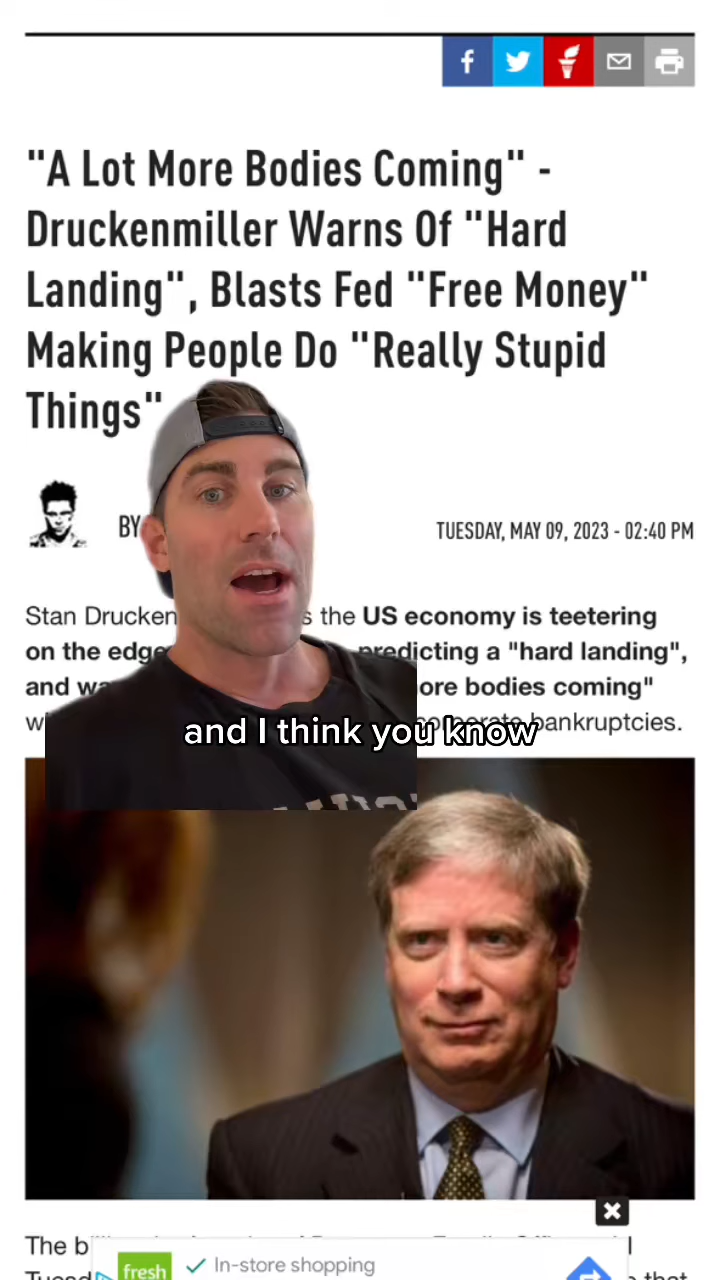 "A Lot More Bodies Coming" -
Druckenmiller Warns Of "Hard
Landing", Blasts Fed "Free Money"
Making People Do "Really Stupid
Things"
BY
TUESDAY, MAY 09, 2023 - 02:40 PM
Stan Drucken the US economy is teetering
on the edge predicting a "hard landing",
and bodies coming"
and I think you know
corporate bankruptcies.
The
In-store shopping
fresh
that